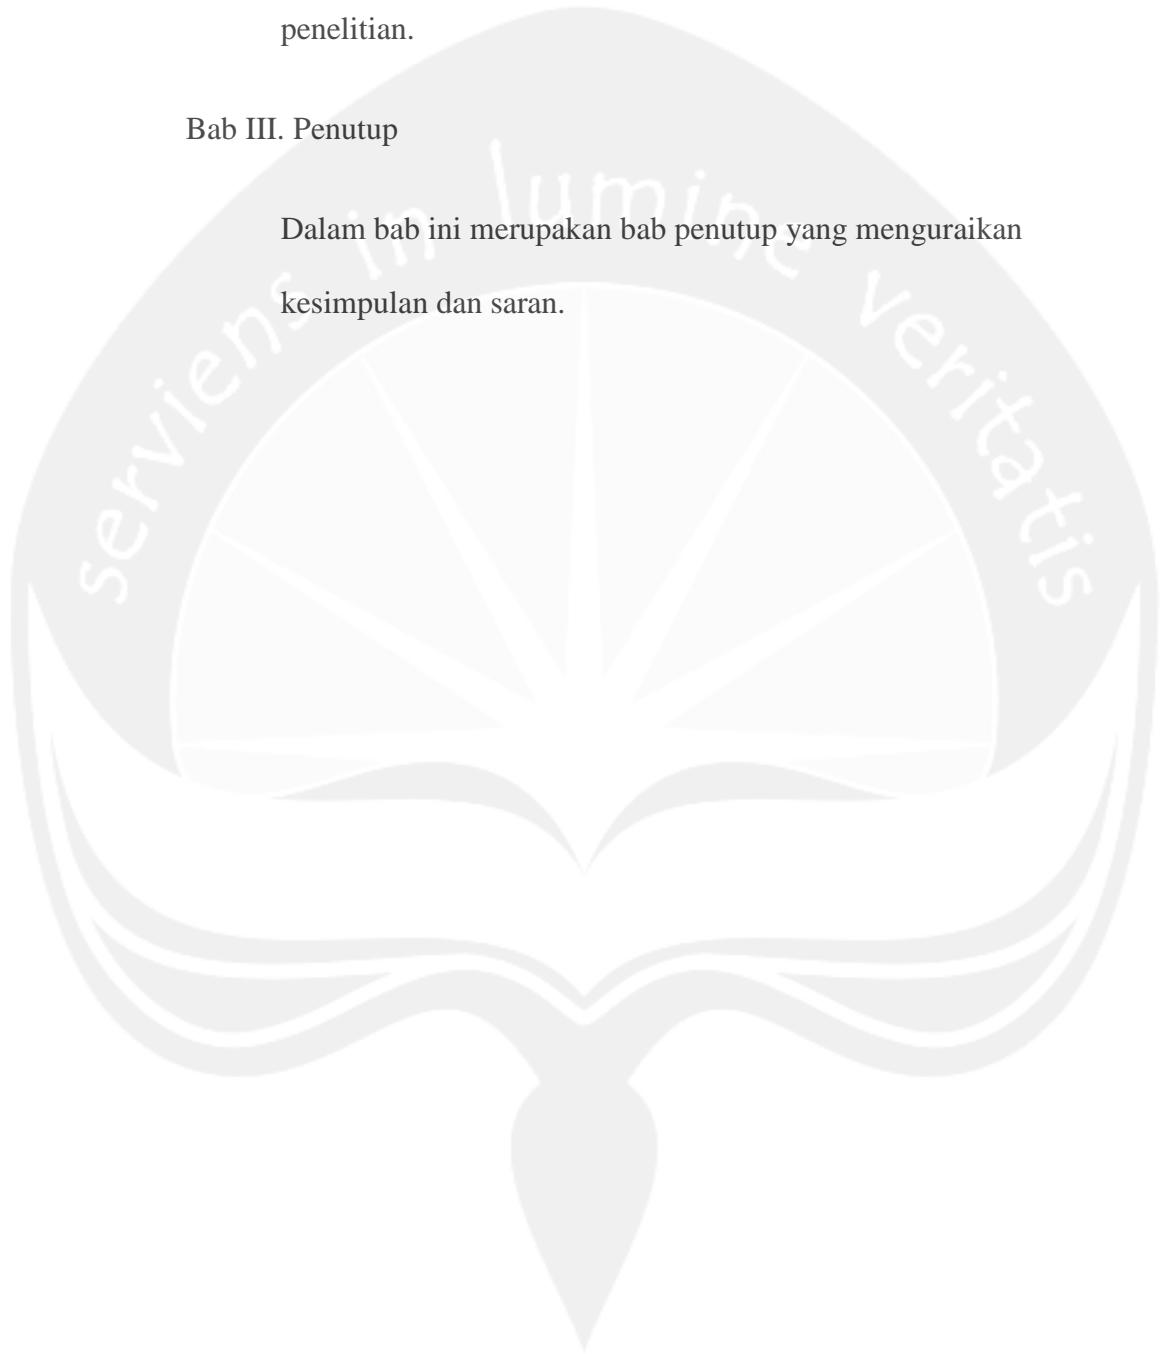 penelitian.
Bab III. Penutup
serviens in lumine veritatis
Dalam bab ini merupakan bab penutup yang menguraikan
kesimpulan dan saran.